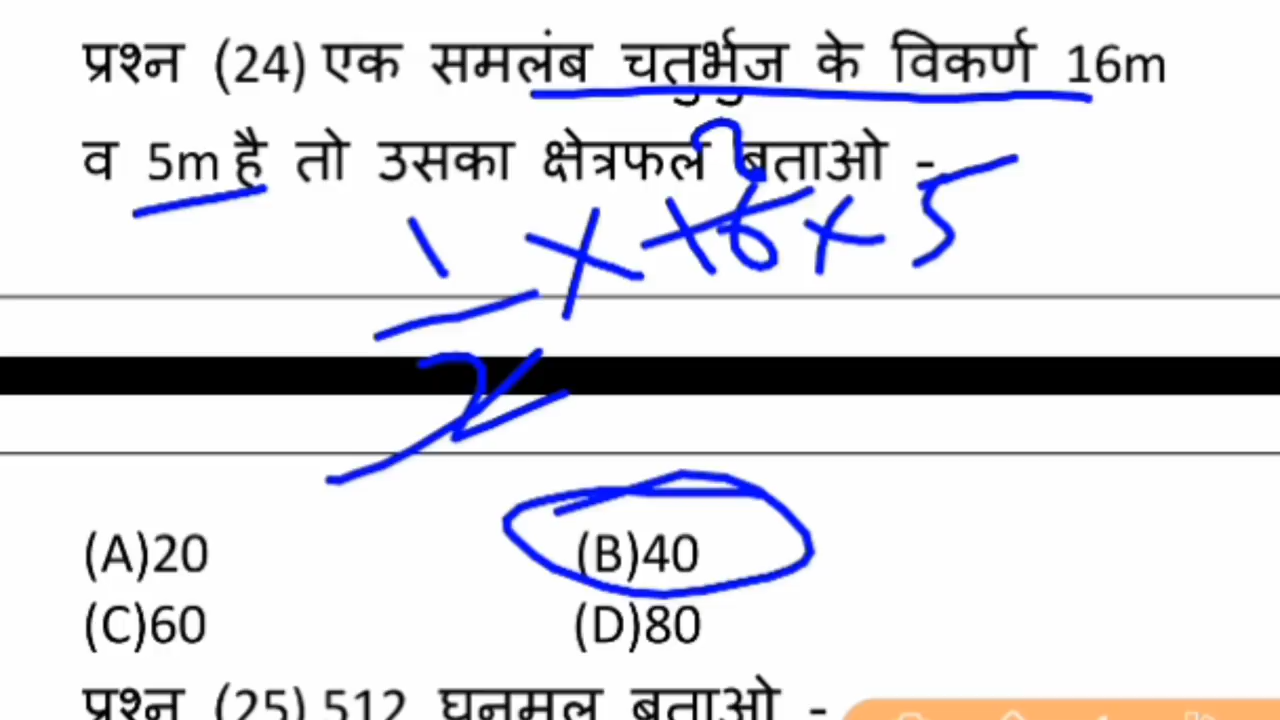 प्रश्न (24) एक समलंब चतुर्भुज के विकर्ण 16m
व 5m है तो उसका क्षेत्रफल बताओ -
8
1 × 16 × 5
2
(A)20 (B)40
(C)60 (D)80
प्रश्न (25) 512 घनमूल बताओ -